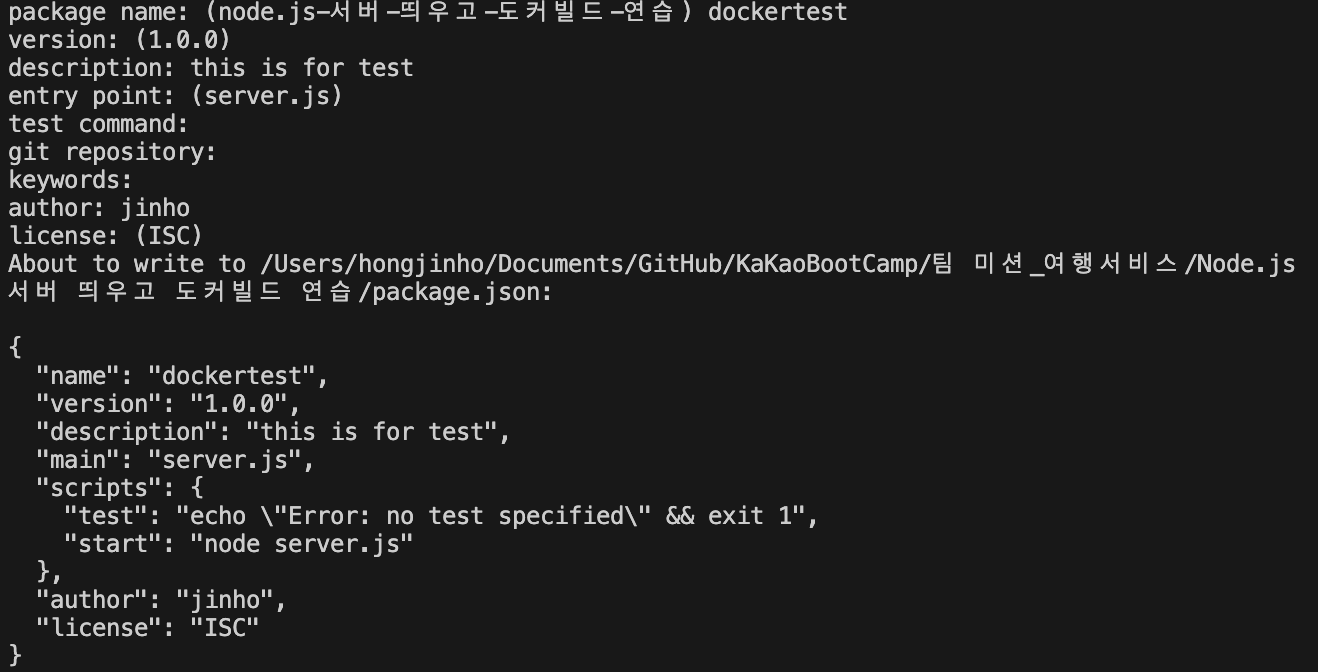 package name: (node.js-서버-띄우고-도커빌드-연습) dockertest
version: (1.0.0)
description: this is for test
entry point: (server.js)
test command:
git repository:
keywords:
author: jinho
license: (ISC)
About to write to /Users/hongjinho/Documents/GitHub/KaKaoBootCamp/팀 미션_여행서비스/Node.js
서버 띄우고 도커빌드 연습/package.json:

{
  "name": "dockertest",
  "version": "1.0.0",
  "description": "this is for test",
  "main": "server.js",
  "scripts": {
    "test": "echo \"Error: no test specified\" && exit 1",
    "start": "node server.js"
  },
  "author": "jinho",
  "license": "ISC"
}